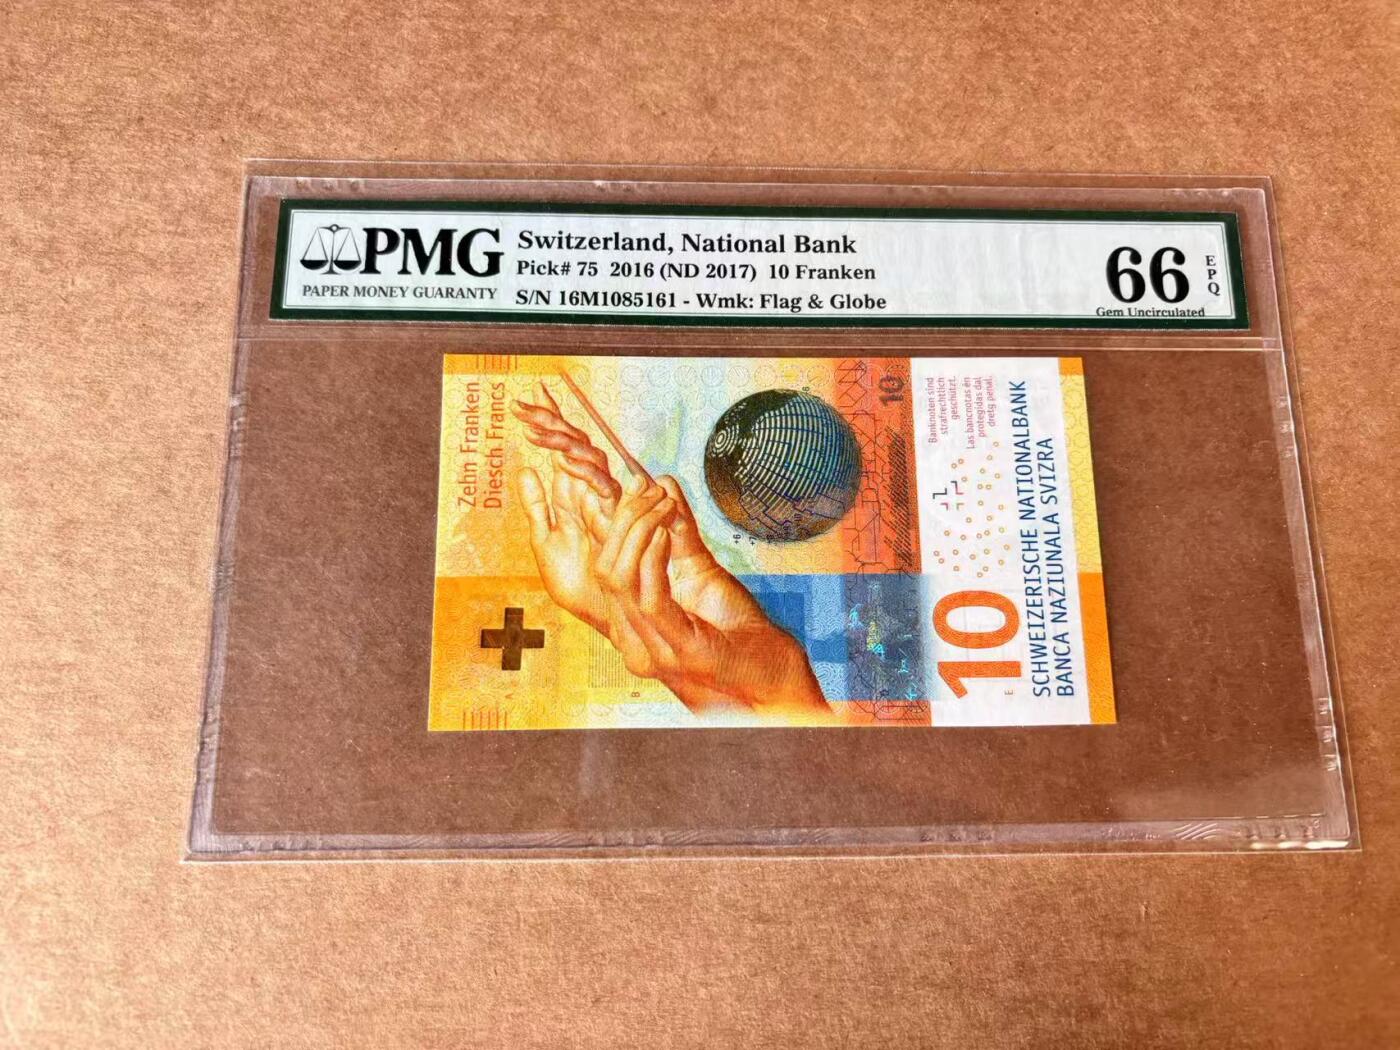 PMG
PAPER MONEY GUARANTY
Switzerland, National Bank
Pick# 75 2016 (ND 2017) 10 Franken
S/N 16M1085161 - Wmk: Flag & Globe
66
EPQ
Gem Uncirculated
Zehn Franken
Diesch Francs
10
Banknoten sind
strafrechtlich
geschützt.
Las bancnotas èn
protegidas dal
dretg penal.
10
SCHWEIZERISCHE NATIONALBANK
BANCA NAZIUNALA SVIZRA
A
B
E